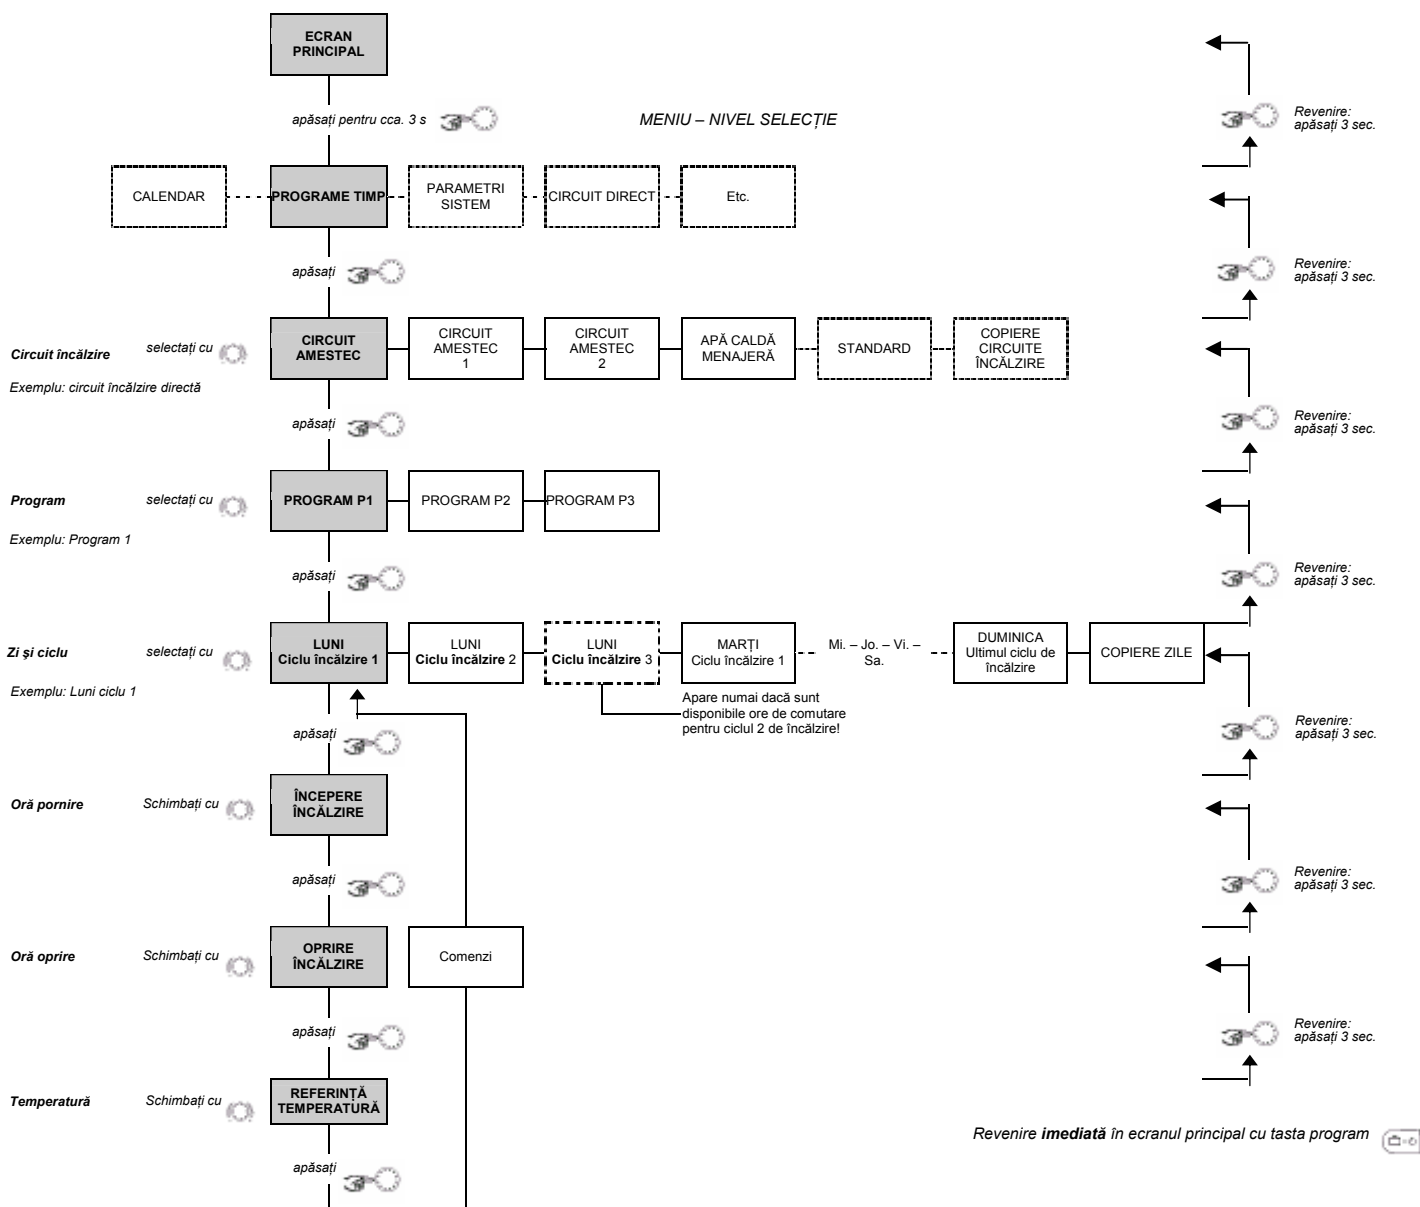 ECRAN
PRINCIPAL
apăsați pentru cca. 3 s
MENIU – NIVEL SELECȚIE
Revenire:
apăsați 3 sec.
CALENDAR
PROGRAME TIMP
PARAMETRI
SISTEM
CIRCUIT DIRECT
Etc.
apăsați
Revenire:
apăsați 3 sec.
Circuit încălzire
selectați cu
CIRCUIT
AMESTEC
CIRCUIT
AMESTEC
1
CIRCUIT
AMESTEC
2
APĂ CALDĂ
MENAJERĂ
STANDARD
COPIERE
CIRCUITE
ÎNCĂLZIRE
Exemplu: circuit încălzire directă
apăsați
Revenire:
apăsați 3 sec.
Program
selectați cu
PROGRAM P1
PROGRAM P2
PROGRAM P3
Exemplu: Program 1
apăsați
Revenire:
apăsați 3 sec.
Zi şi ciclu
selectați cu
LUNI
Ciclu încălzire 1
LUNI
Ciclu încălzire 2
LUNI
Ciclu încălzire 3
MARȚI
Ciclu încălzire 1
Mi. – Jo. – Vi. –
Sa.
DUMINICA
Ultimul ciclu de
încălzire
COPIERE ZILE
Exemplu: Luni ciclu 1
Apare numai dacă sunt
disponibile ore de comutare
pentru ciclul 2 de încălzire!
apăsați
Revenire:
apăsați 3 sec.
Oră pornire
Schimbați cu
ÎNCEPERE
ÎNCĂLZIRE
apăsați
Revenire:
apăsați 3 sec.
Oră oprire
Schimbați cu
OPRIRE
ÎNCĂLZIRE
Comenzi
apăsați
Revenire:
apăsați 3 sec.
Temperatură
Schimbați cu
REFERINȚĂ
TEMPERATURĂ
Revenire imediată în ecranul principal cu tasta program
apăsați